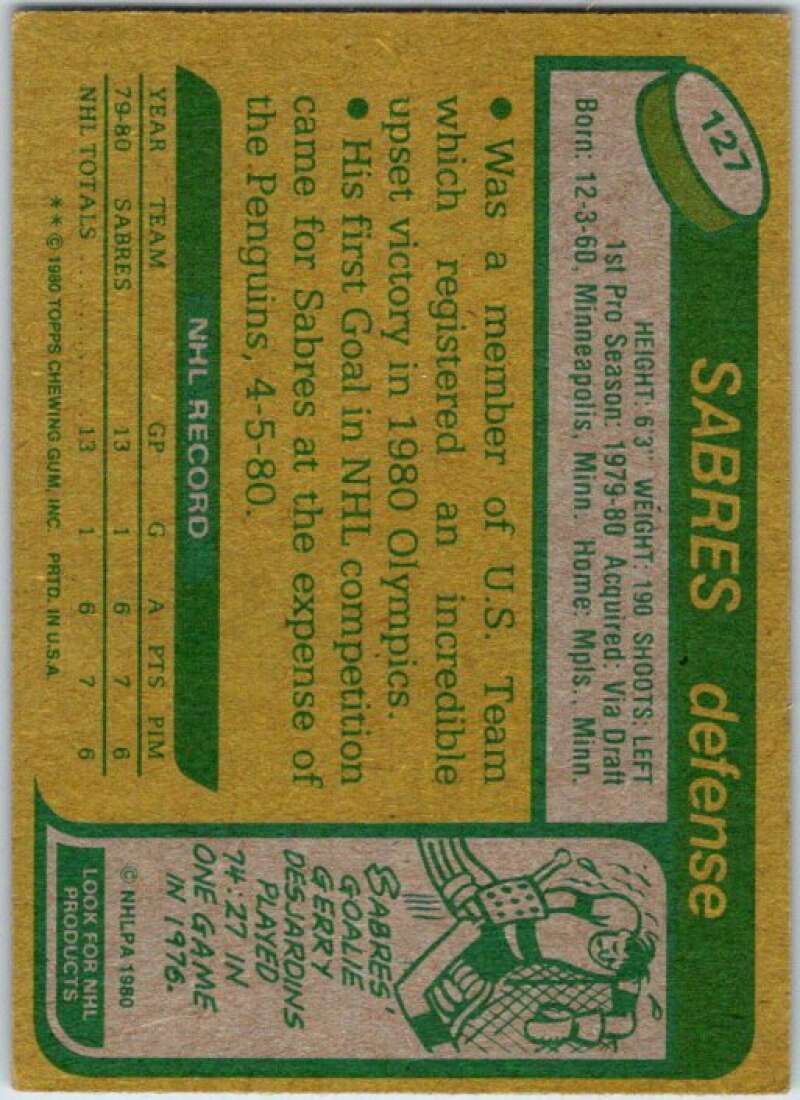 127
SABRES defense
HEIGHT: 6'3" WEIGHT: 190 SHOOTS: LEFT
1st Pro Season: 1979-80 Acquired: Via Draft
Born: 12-3-60, Minneapolis, Minn. Home: Mpls., Minn.
● Was a member of U.S. Team
which registered an incredible
upset victory in 1980 Olympics.
● His first Goal in NHL competition
came for Sabres at the expense of
the Penguins, 4-5-80.
NHL RECORD
YEAR TEAM GP G A PTS PIM
79-80 SABRES 13 1 6 7 6
NHL TOTALS . . . . . . . . . . 13 1 6 7 6
** © 1980 TOPPS CHEWING GUM, INC. PRTD. IN U.S.A.
SABRES'
GOALIE
GERRY
DESJARDINS
PLAYED
74:27 IN
ONE GAME
IN 1976.
© NHLPA 1980
LOOK FOR NHL
PRODUCTS